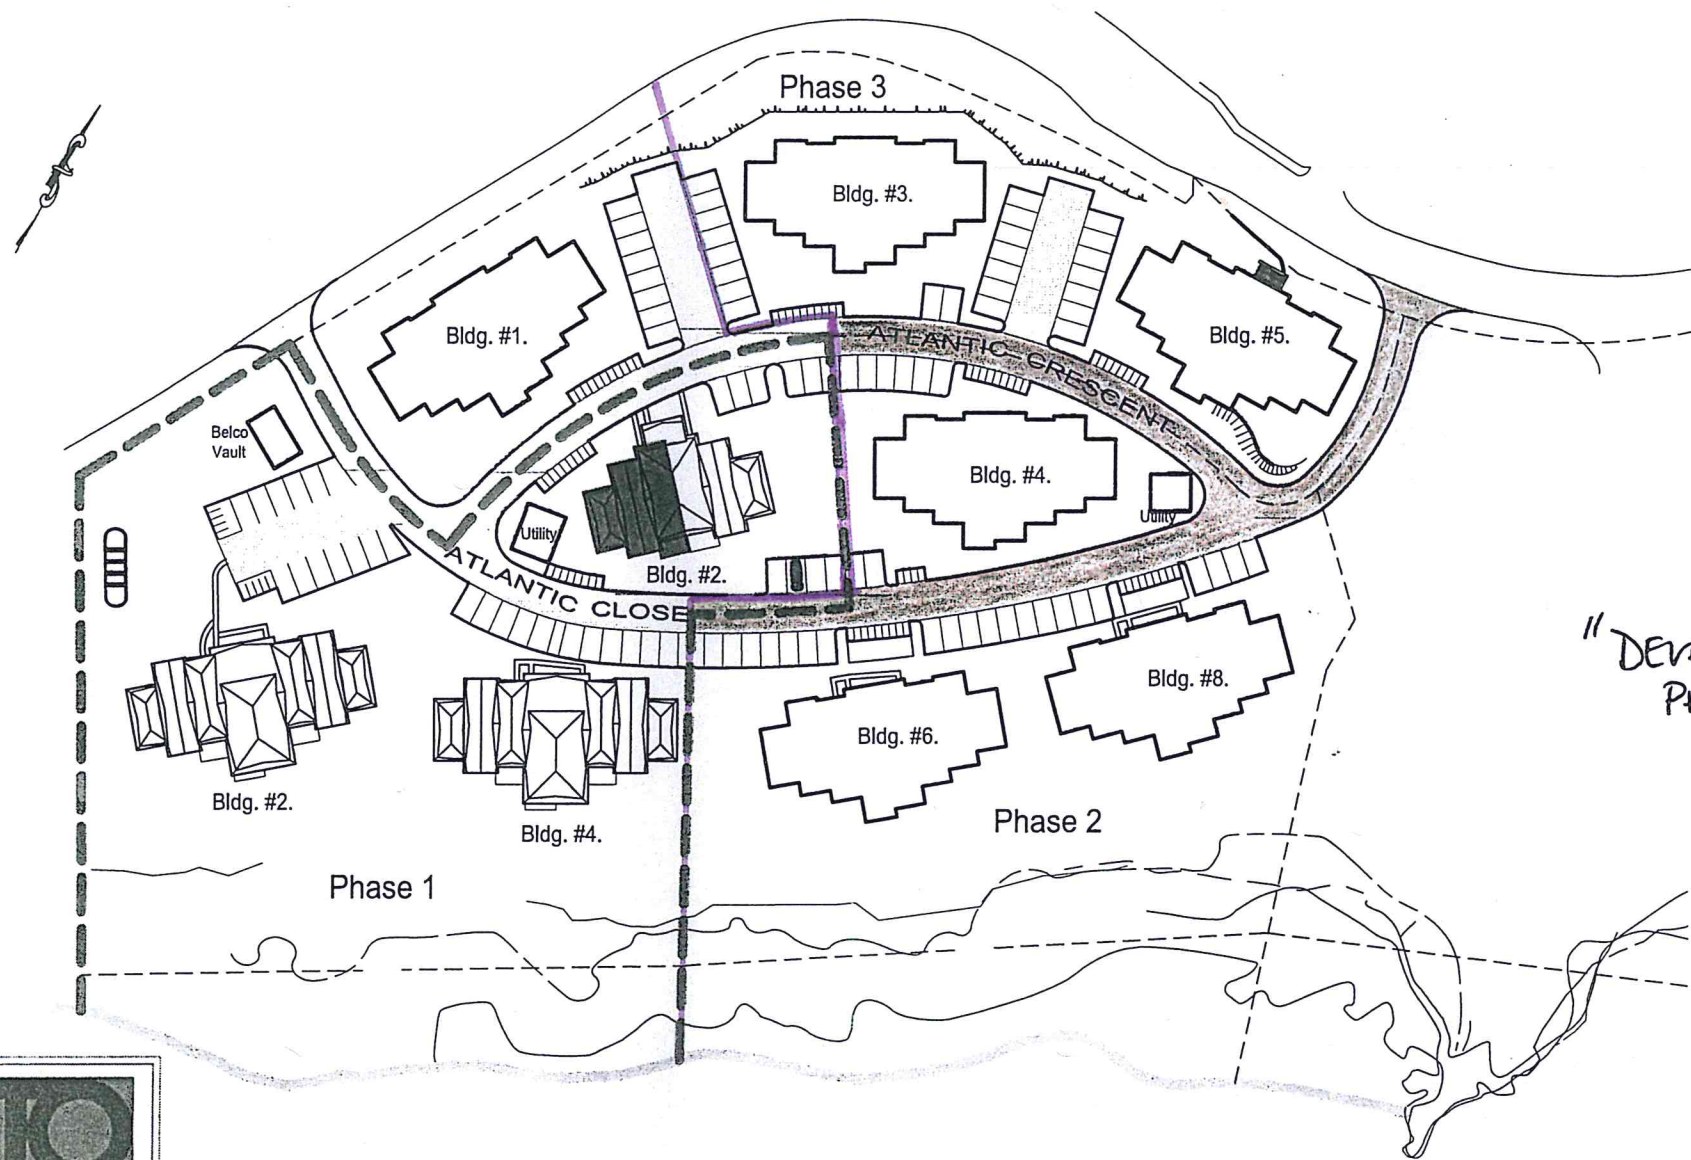 Phase 3
Bldg. #3.
Bldg. #1.
Bldg. #5.
ATLANTIC CRESCENT
Belco
Vault
Bldg. #4.
Utility
Utility
Bldg. #2.
ATLANTIC CLOSE
Bldg. #8.
Bldg. #6.
Bldg. #2.
Bldg. #4.
Phase 2
Phase 1